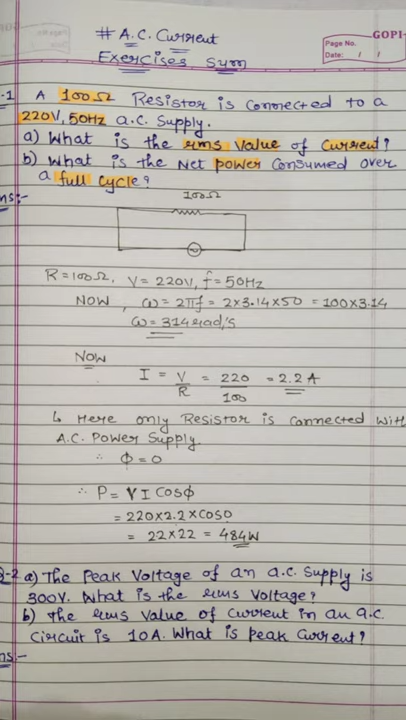 GOPI
Page No.
Date: / /
# A.C. Current
Exercises Sum
-1 A 100Ω Resistor is connected to a
220V, 50Hz a.c. Supply.
a) What is the rms Value of Current?
b) What is the Net power Consumed over
a full Cycle?
ns:-
100Ω
R=100Ω, V= 220V, f=50Hz
NOW, ω= 2πf = 2×3.14×50 = 100×3.14
ω= 314rad/s
NOW
I = V/R = 220/100 = 2.2A
↳ Here only Resistor is connected with
A.C. Power Supply.
∴ Φ=0
∴ P= VI COSΦ
= 220×2.2×COS0
= 22×22 = 484W
Q-2 a) The Peak Voltage of an a.c. Supply is
300V. What is the rms Voltage?
b) The rms Value of Current in an a.c
Circuit is 10A. What is peak Current?
ns:-